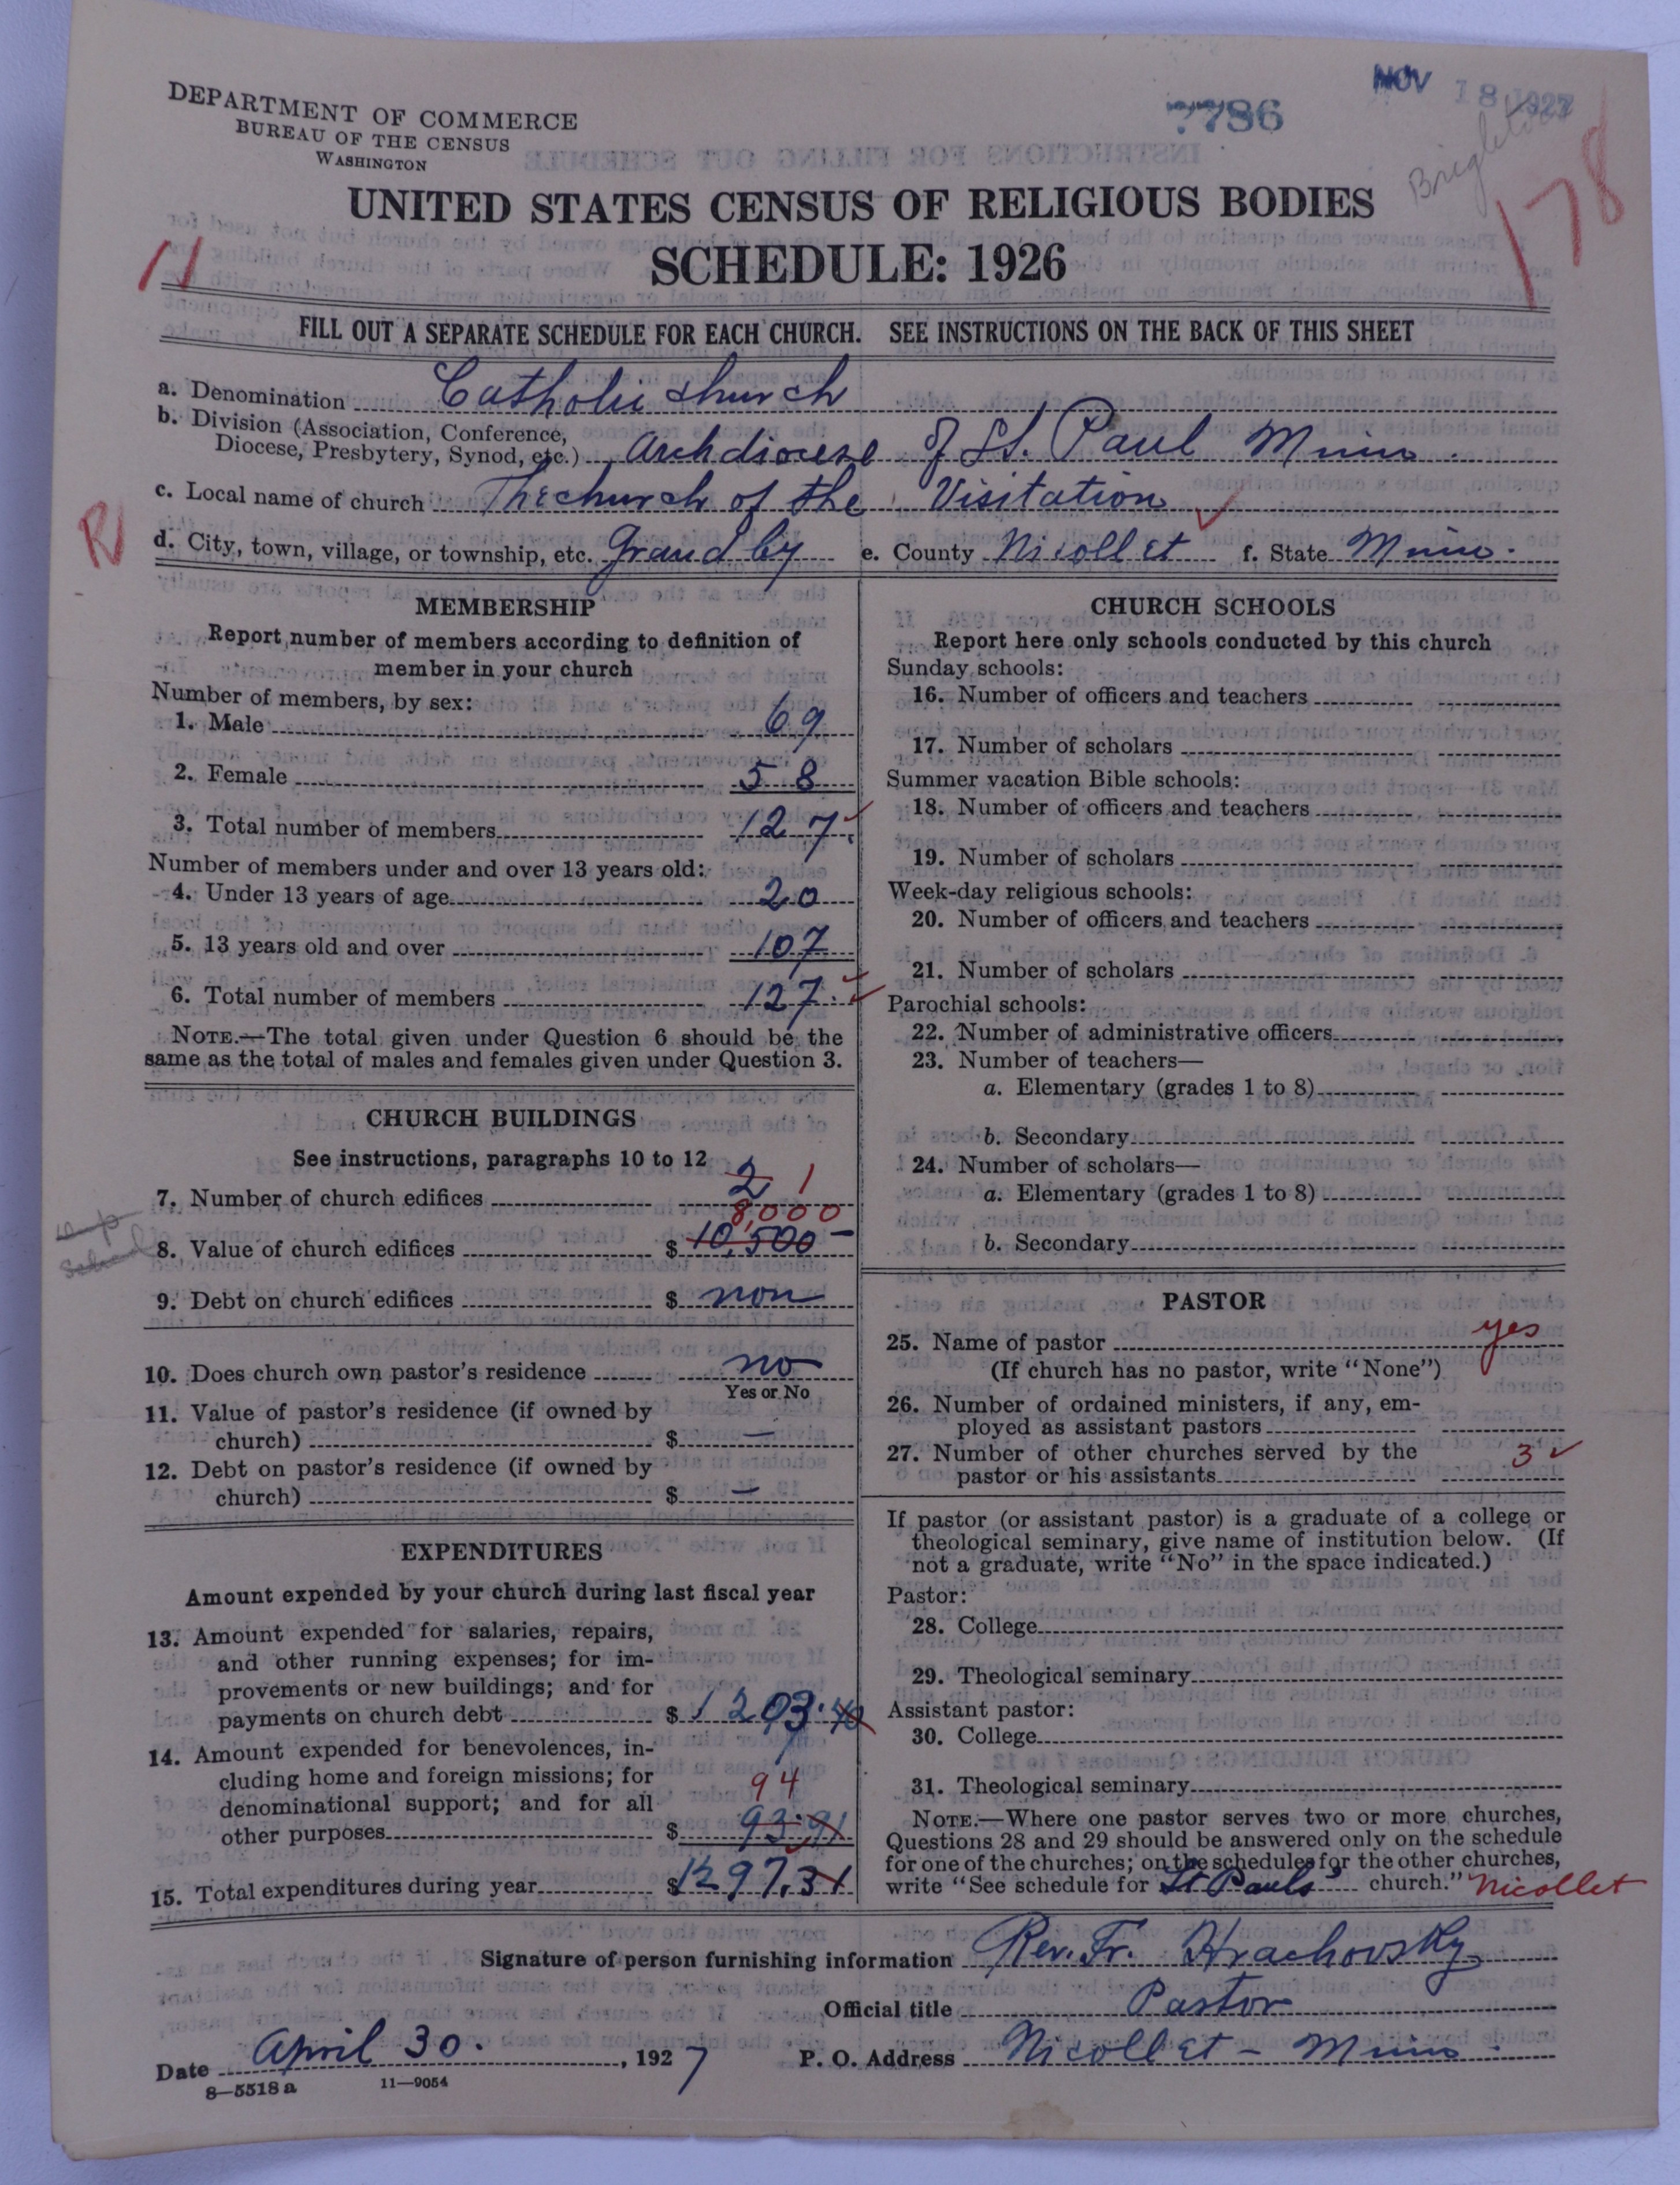 DEPARTMENT OF COMMERCE
BUREAU OF THE CENSUS
WASHINGTON
7786
NOV 18 1927
Brighton
178
UNITED STATES CENSUS OF RELIGIOUS BODIES
SCHEDULE: 1926
11
FILL OUT A SEPARATE SCHEDULE FOR EACH CHURCH. SEE INSTRUCTIONS ON THE BACK OF THIS SHEET
a. Denomination Catholic church
b. Division (Association, Conference,
Diocese, Presbytery, Synod, etc.) Archdiocese of St. Paul Minn.
c. Local name of church The church of the Visitation
R
d. City, town, village, or township, etc. Grandby e. County Nicollet f. State Minn.
MEMBERSHIP
Report number of members according to definition of
member in your church
Number of members, by sex:
1. Male 69
2. Female 58
3. Total number of members 127
Number of members under and over 13 years old:
4. Under 13 years of age 20
5. 13 years old and over 107
6. Total number of members 127.
NOTE.—The total given under Question 6 should be the
same as the total of males and females given under Question 3.
CHURCH BUILDINGS
See instructions, paragraphs 10 to 12
7. Number of church edifices 2 1
8,000
8. Value of church edifices $ 10,500 -
School
9. Debt on church edifices $ non
10. Does church own pastor's residence no
Yes or No
11. Value of pastor's residence (if owned by
church) $ —
12. Debt on pastor's residence (if owned by
church) $ —
EXPENDITURES
Amount expended by your church during last fiscal year
13. Amount expended for salaries, repairs,
and other running expenses; for im-
provements or new buildings; and for
payments on church debt $ 1203.40
14. Amount expended for benevolences, in-
cluding home and foreign missions; for
denominational support; and for all
94
other purposes $ 93.91
15. Total expenditures during year $ 1297.31
CHURCH SCHOOLS
Report here only schools conducted by this church
Sunday schools:
16. Number of officers and teachers
17. Number of scholars
Summer vacation Bible schools:
18. Number of officers and teachers
19. Number of scholars
Week-day religious schools:
20. Number of officers and teachers
21. Number of scholars
Parochial schools:
22. Number of administrative officers
23. Number of teachers—
a. Elementary (grades 1 to 8)
b. Secondary
24. Number of scholars—
a. Elementary (grades 1 to 8)
b. Secondary
PASTOR
25. Name of pastor yes
(If church has no pastor, write "None")
26. Number of ordained ministers, if any, em-
ployed as assistant pastors
27. Number of other churches served by the
pastor or his assistants 3
If pastor (or assistant pastor) is a graduate of a college or
theological seminary, give name of institution below. (If
not a graduate, write "No" in the space indicated.)
Pastor:
28. College
29. Theological seminary
Assistant pastor:
30. College
31. Theological seminary
NOTE.—Where one pastor serves two or more churches,
Questions 28 and 29 should be answered only on the schedule
for one of the churches; on the schedules for the other churches,
write "See schedule for St Pauls church." Nicollet
Signature of person furnishing information Rev. Fr. Hrachovsky
Official title Pastor
Date April 30. , 1927 P. O. Address Nicollet - Minn.
8—5518 a 11—9054